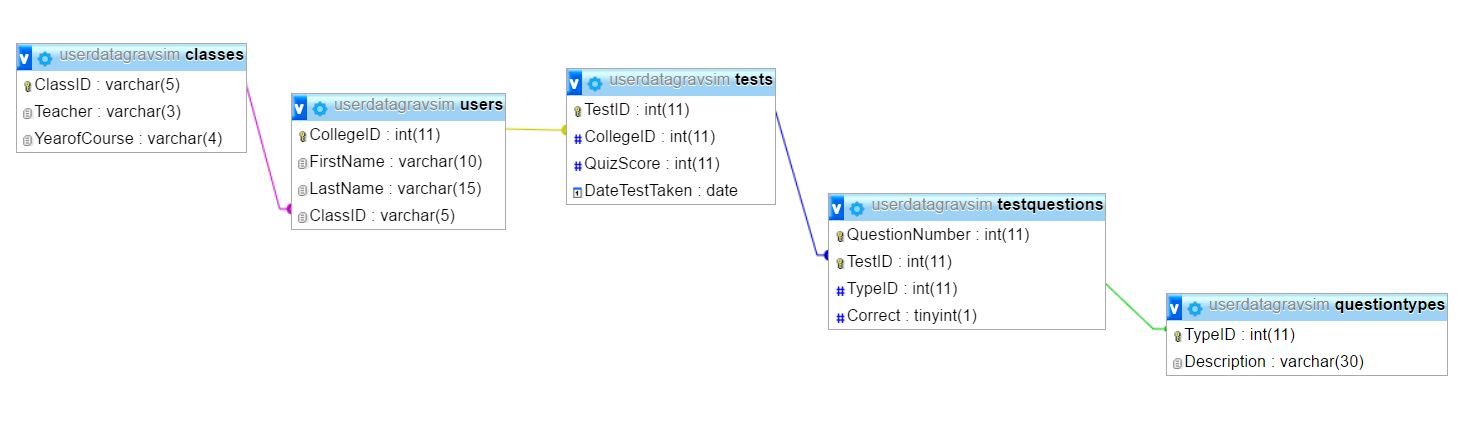 v userdatagravsim classes
ClassID : varchar(5)
Teacher : varchar(3)
YearofCourse : varchar(4)
v userdatagravsim users
CollegeID : int(11)
FirstName : varchar(10)
LastName : varchar(15)
ClassID : varchar(5)
v userdatagravsim tests
TestID : int(11)
# CollegeID : int(11)
# QuizScore : int(11)
DateTestTaken : date
v userdatagravsim testquestions
QuestionNumber : int(11)
TestID : int(11)
# TypeID : int(11)
# Correct : tinyint(1)
v userdatagravsim questiontypes
TypeID : int(11)
Description : varchar(30)